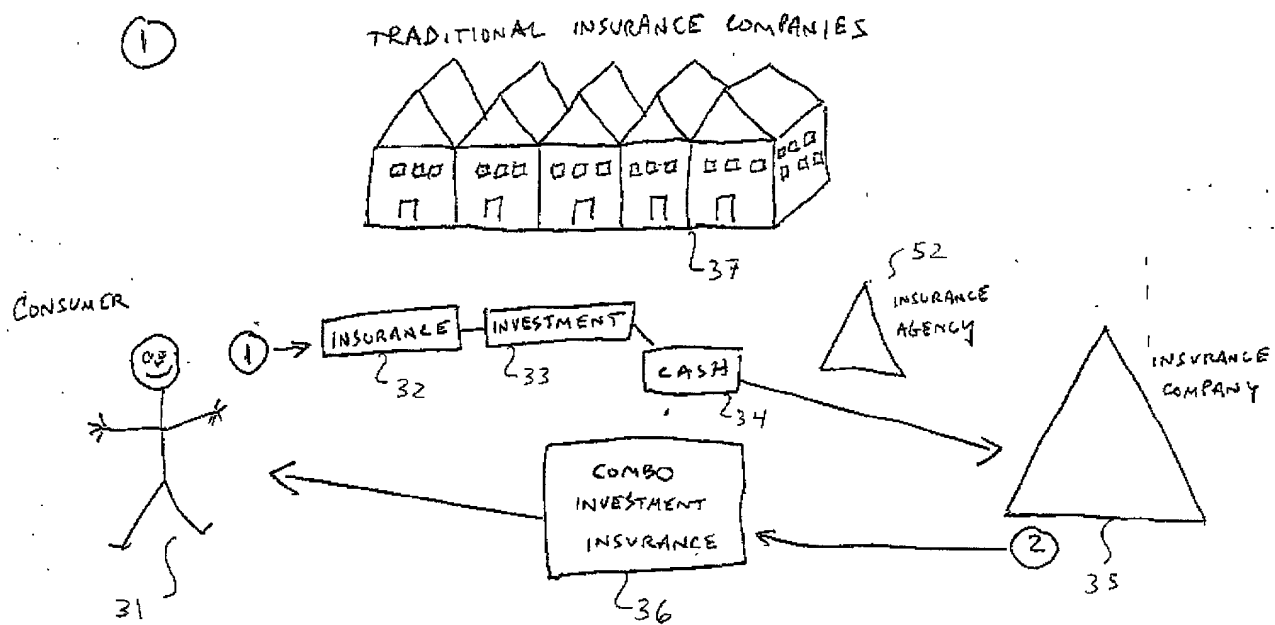 1
TRADITIONAL INSURANCE COMPANIES
37
52
INSURANCE
AGENCY
CONSUMER
1
INSURANCE
INVESTMENT
CASH
32
33
34
INSURANCE
COMPANY
COMBO
INVESTMENT
INSURANCE
2
31
36
35